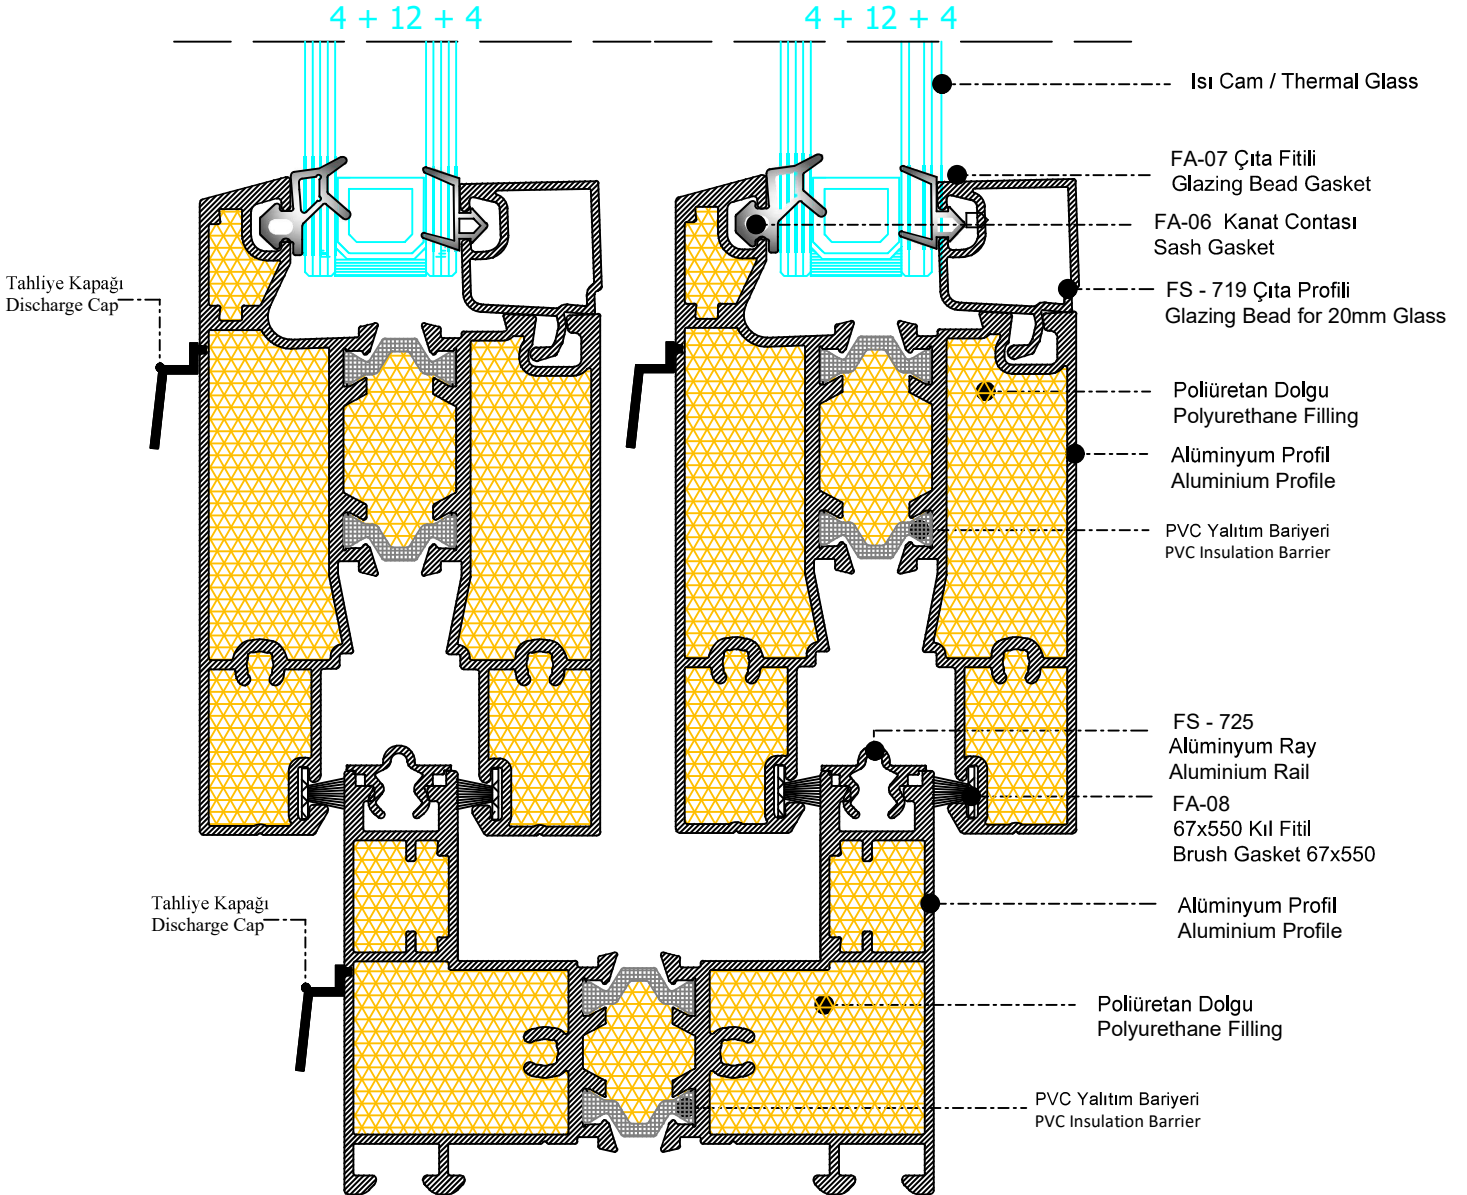 4 + 12 + 4
4 + 12 + 4
Isı Cam / Thermal Glass
FA-07 Çıta Fitili
Glazing Bead Gasket
FA-06 Kanat Contası
Sash Gasket
Tahliye Kapağı
Discharge Cap
FS - 719 Çıta Profili
Glazing Bead for 20mm Glass
Poliüretan Dolgu
Polyurethane Filling
Alüminyum Profil
Aluminium Profile
PVC Yalıtım Bariyeri
PVC Insulation Barrier
FS - 725
Alüminyum Ray
Aluminium Rail
FA-08
67x550 Kıl Fitil
Brush Gasket 67x550
Tahliye Kapağı
Discharge Cap
Alüminyum Profil
Aluminium Profile
Poliüretan Dolgu
Polyurethane Filling
PVC Yalıtım Bariyeri
PVC Insulation Barrier